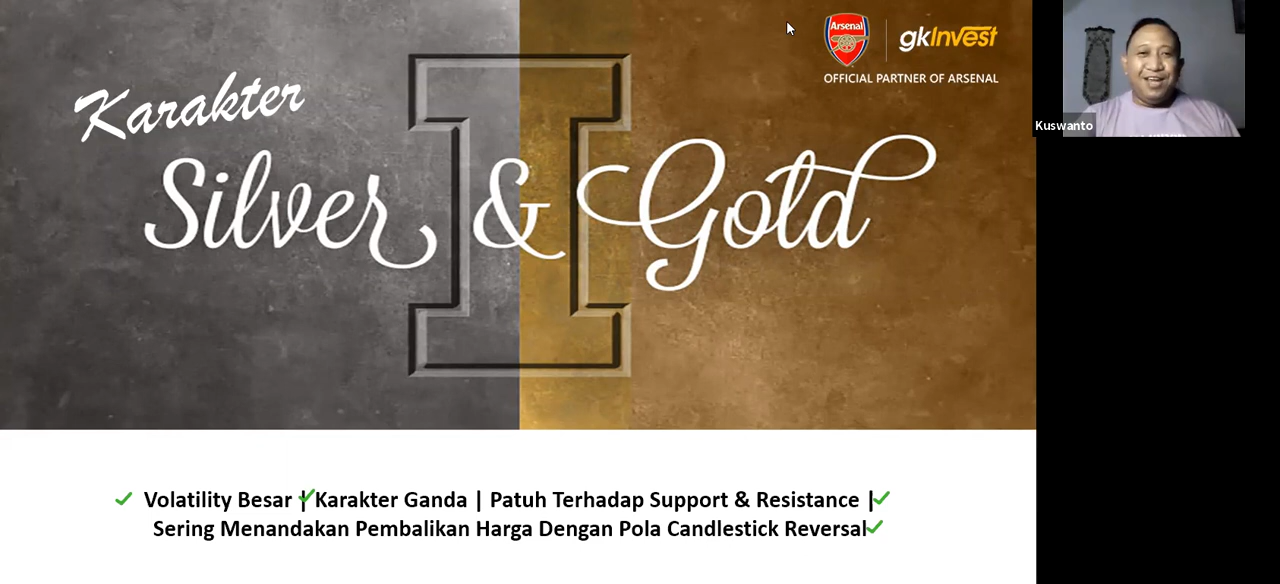 Karakter
Silver & Gold
Arsenal
gkInvest
OFFICIAL PARTNER OF ARSENAL
Kuswanto
Volatility Besar | Karakter Ganda | Patuh Terhadap Support & Resistance |
Sering Menandakan Pembalikan Harga Dengan Pola Candlestick Reversal